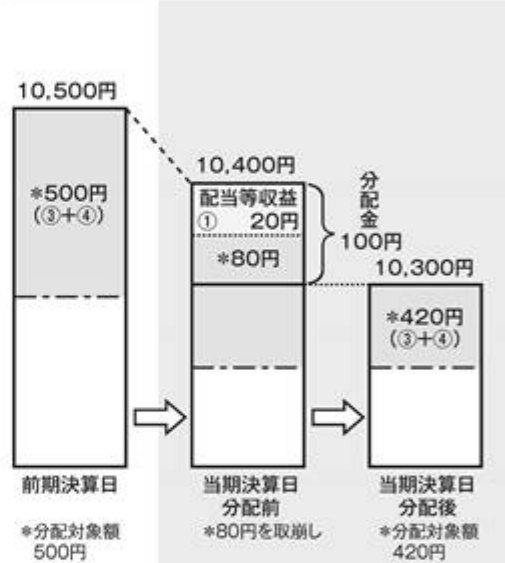 10,500円
*500円
(③+④)
前期決算日
*分配対象額
500円
10,400円
配当等収益
① 20円
*80円
分配金
100円
当期決算日
分配前
*80円を取崩し
10,300円
*420円
(③+④)
当期決算日
分配後
*分配対象額
420円